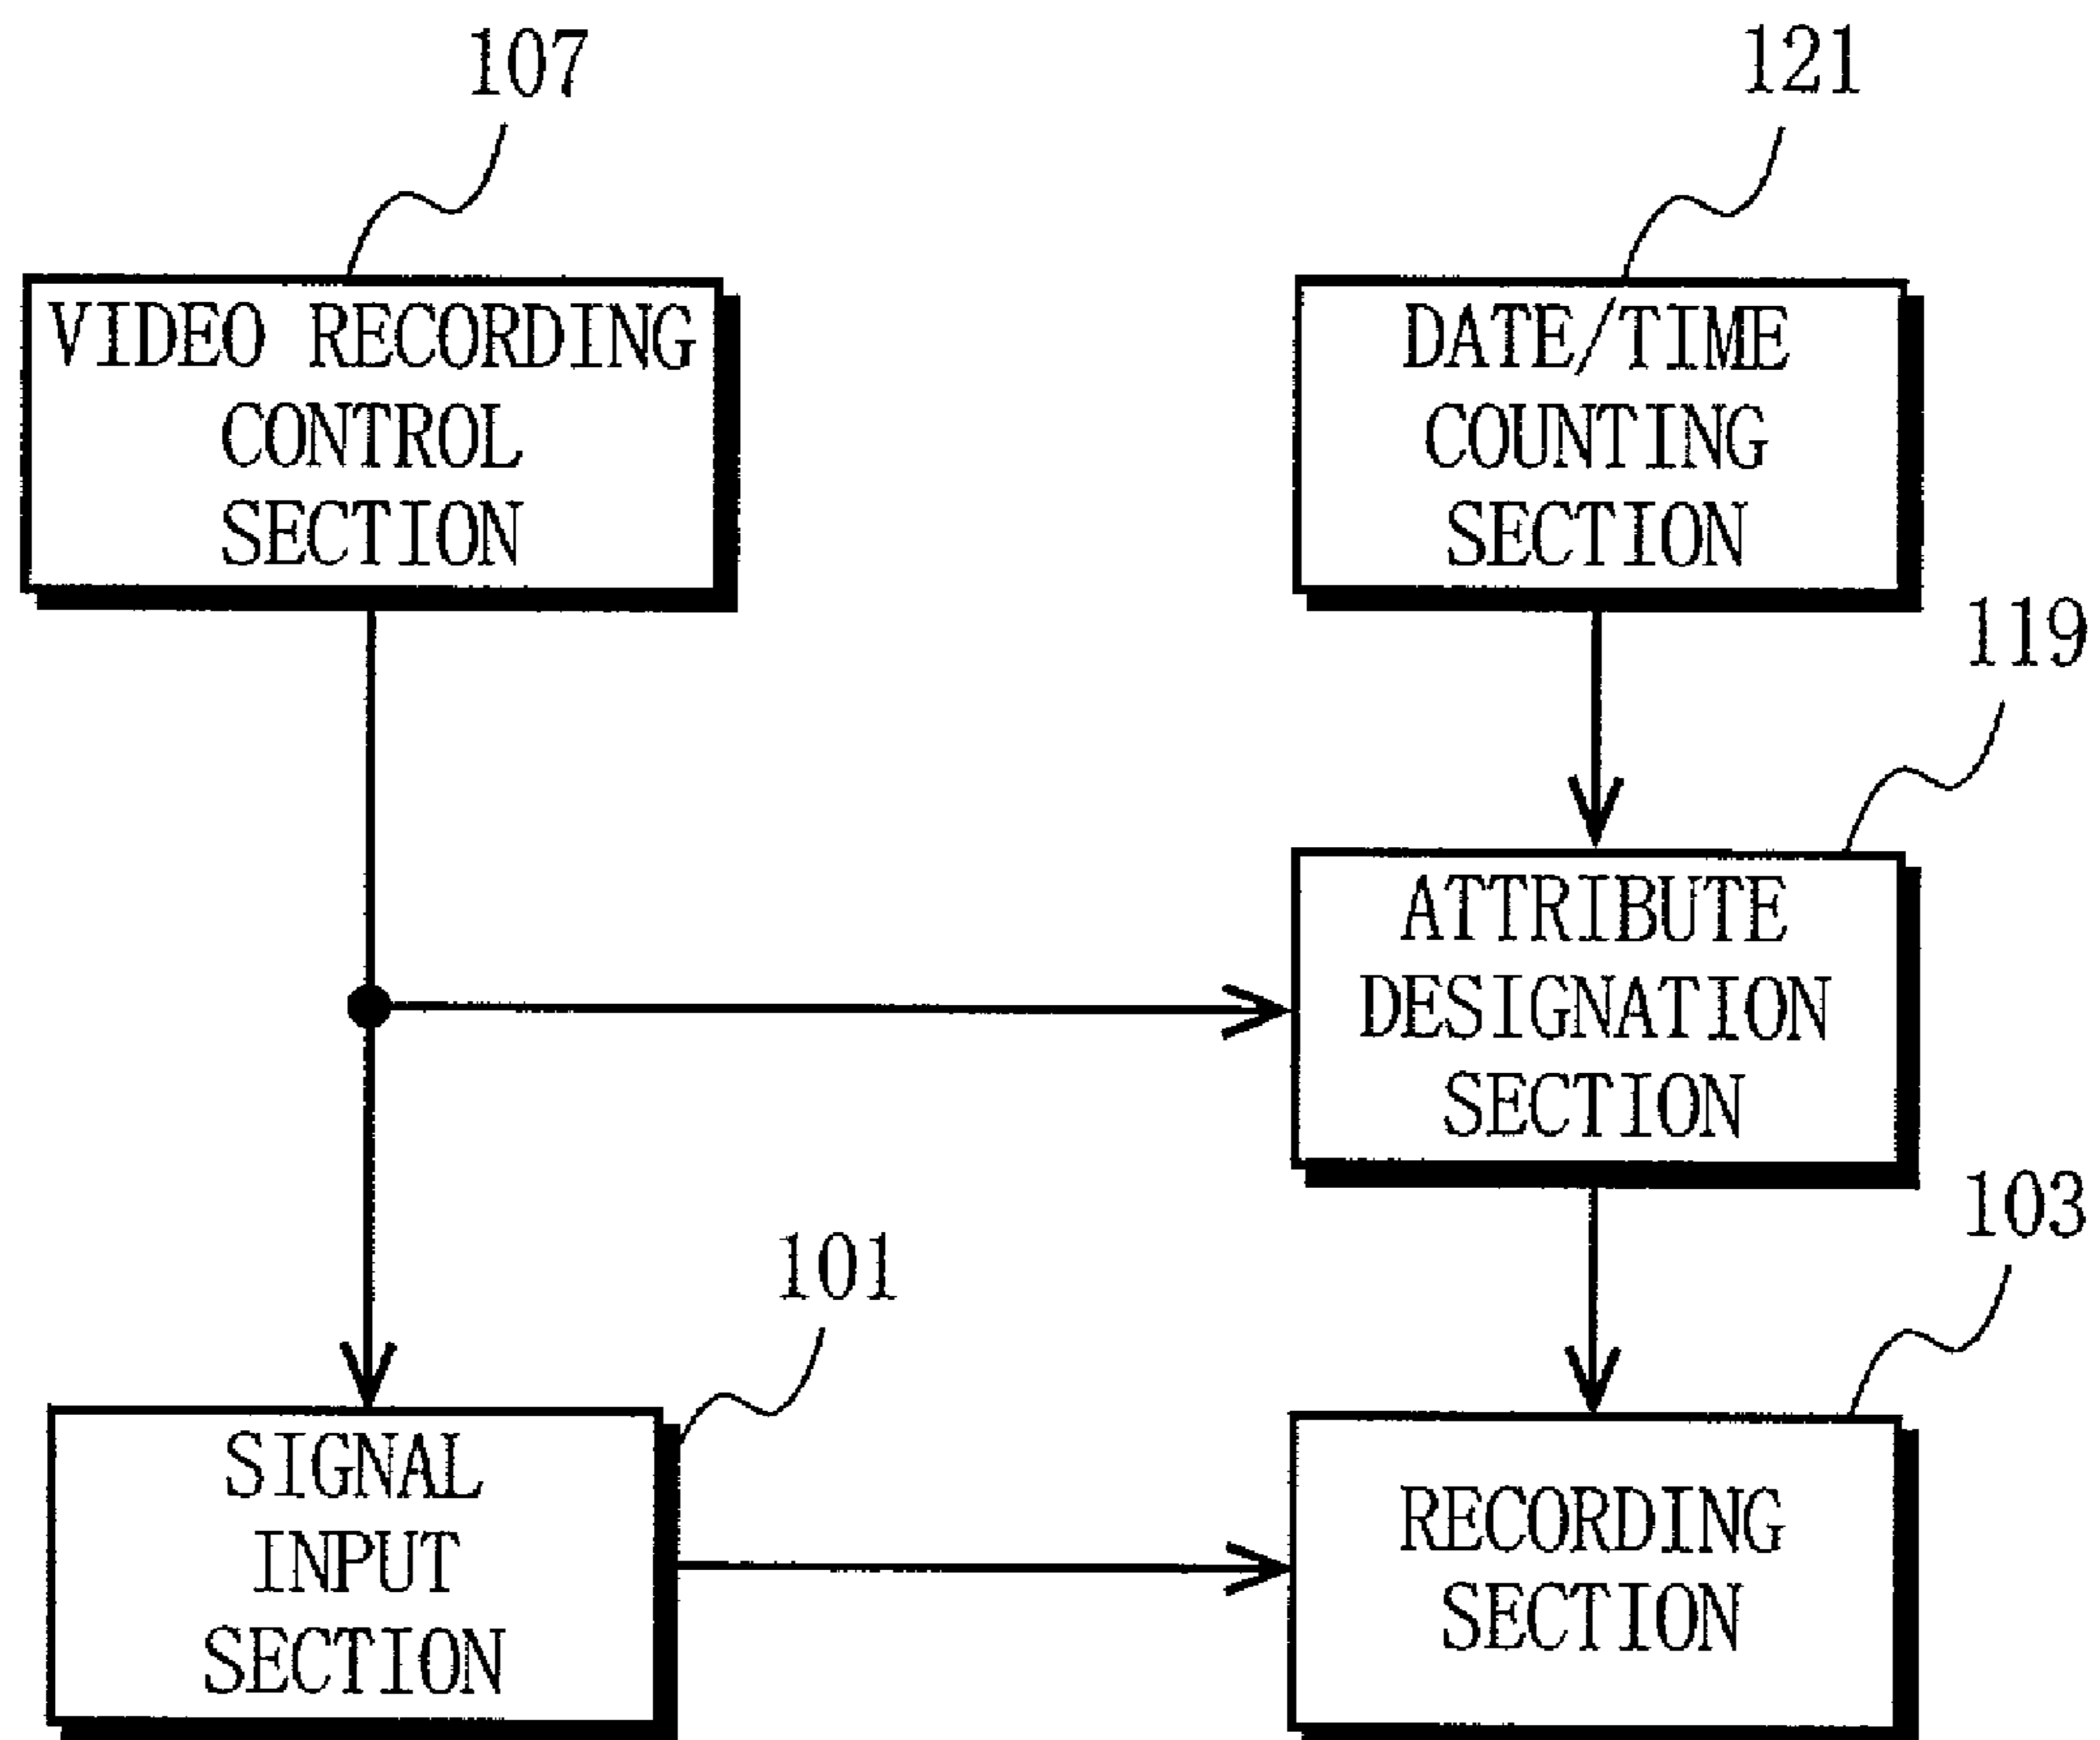 107
121
VIDEO RECORDING
CONTROL
SECTION
DATE/TIME
COUNTING
SECTION
119
ATTRIBUTE
DESIGNATION
SECTION
101
103
SIGNAL
INPUT
SECTION
RECORDING
SECTION